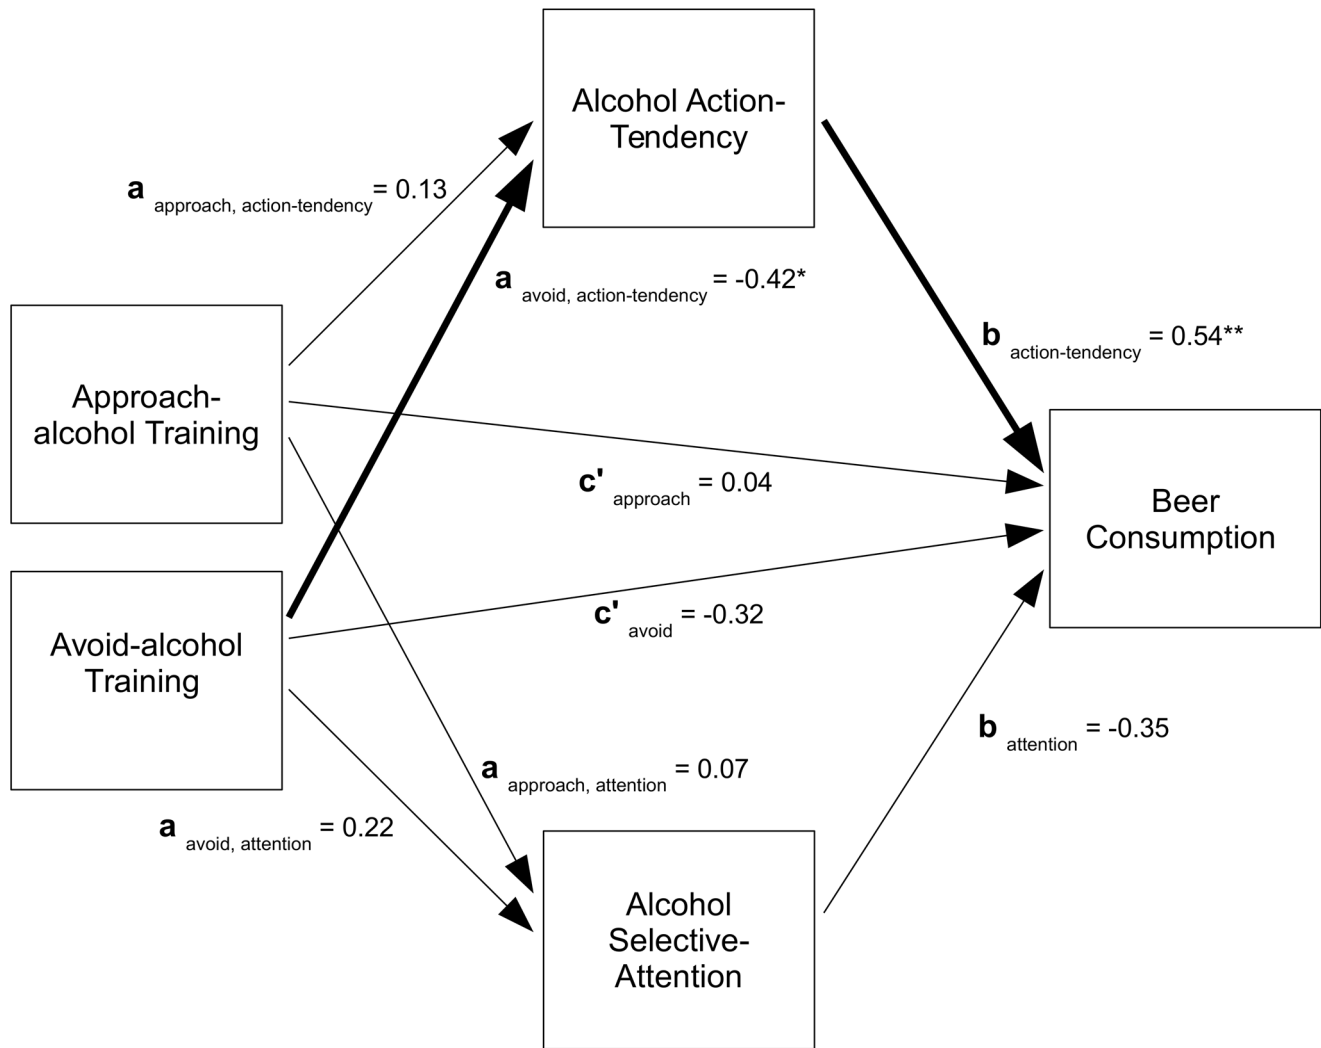 Alcohol Action-
Tendency
a approach, action-tendency = 0.13
a avoid, action-tendency = -0.42*
b action-tendency = 0.54**
Approach-
alcohol Training
c' approach = 0.04
Beer
Consumption
Avoid-alcohol
Training
c' avoid = -0.32
b attention = -0.35
a approach, attention = 0.07
a avoid, attention = 0.22
Alcohol
Selective-
Attention